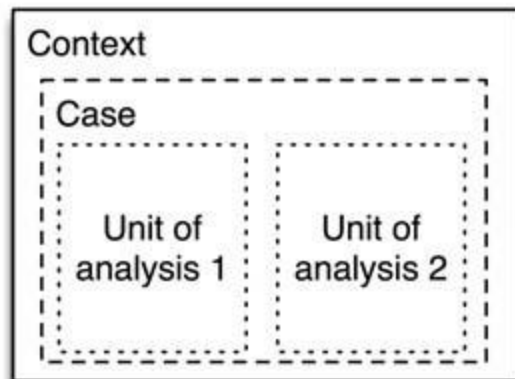 Context
Case
Unit of
analysis 1
Unit of
analysis 2